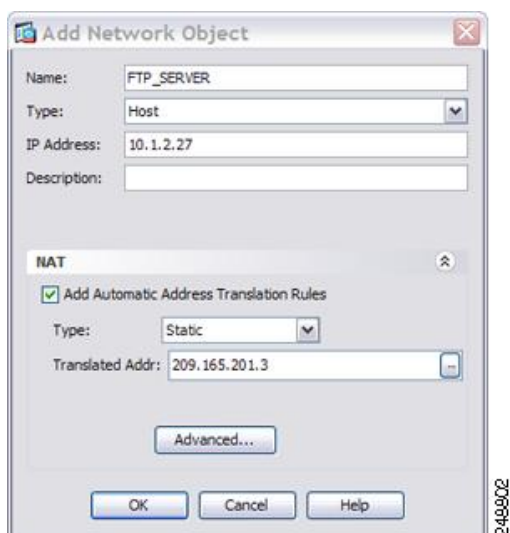 Add Network Object
Name: FTP_SERVER
Type: Host
IP Address: 10.1.2.27
Description:
NAT
Add Automatic Address Translation Rules
Type: Static
Translated Addr: 209.165.201.3
...
Advanced...
OK Cancel Help
248902